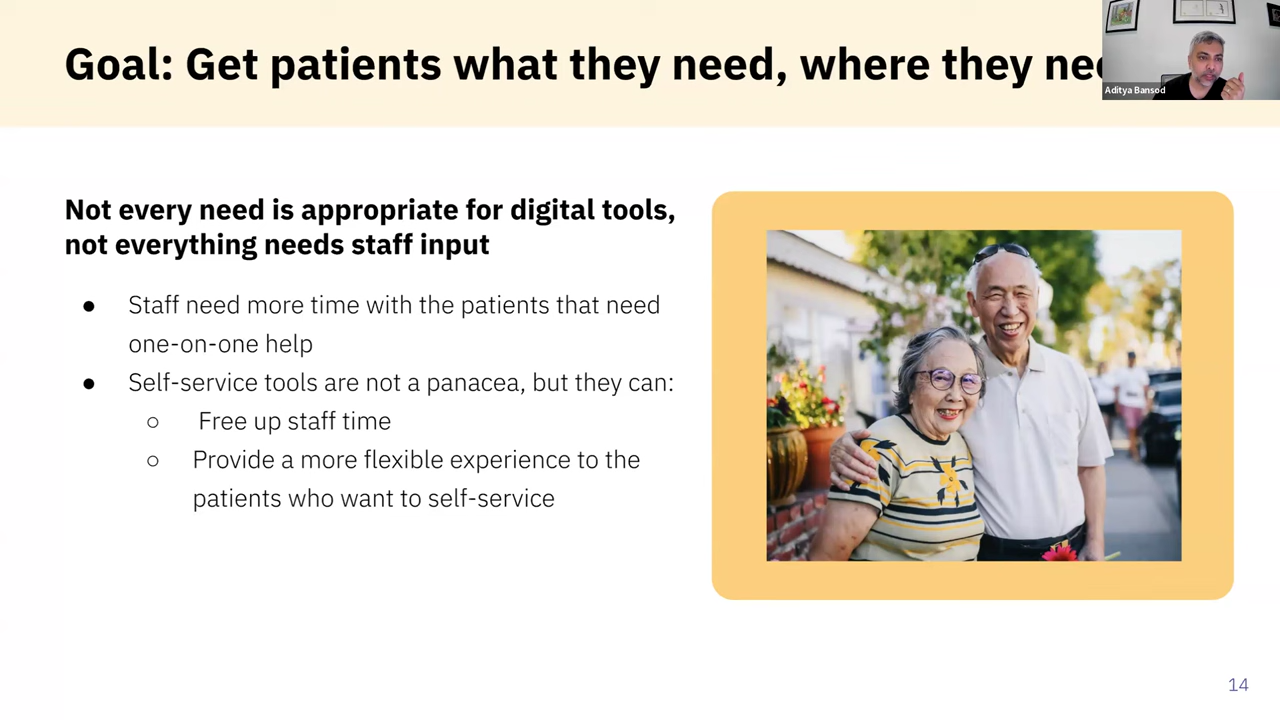 Goal: Get patients what they need, where they
Aditya Bansod
Not every need is appropriate for digital tools,
not everything needs staff input
● Staff need more time with the patients that need
one-on-one help
● Self-service tools are not a panacea, but they can:
○ Free up staff time
○ Provide a more flexible experience to the
patients who want to self-service
14